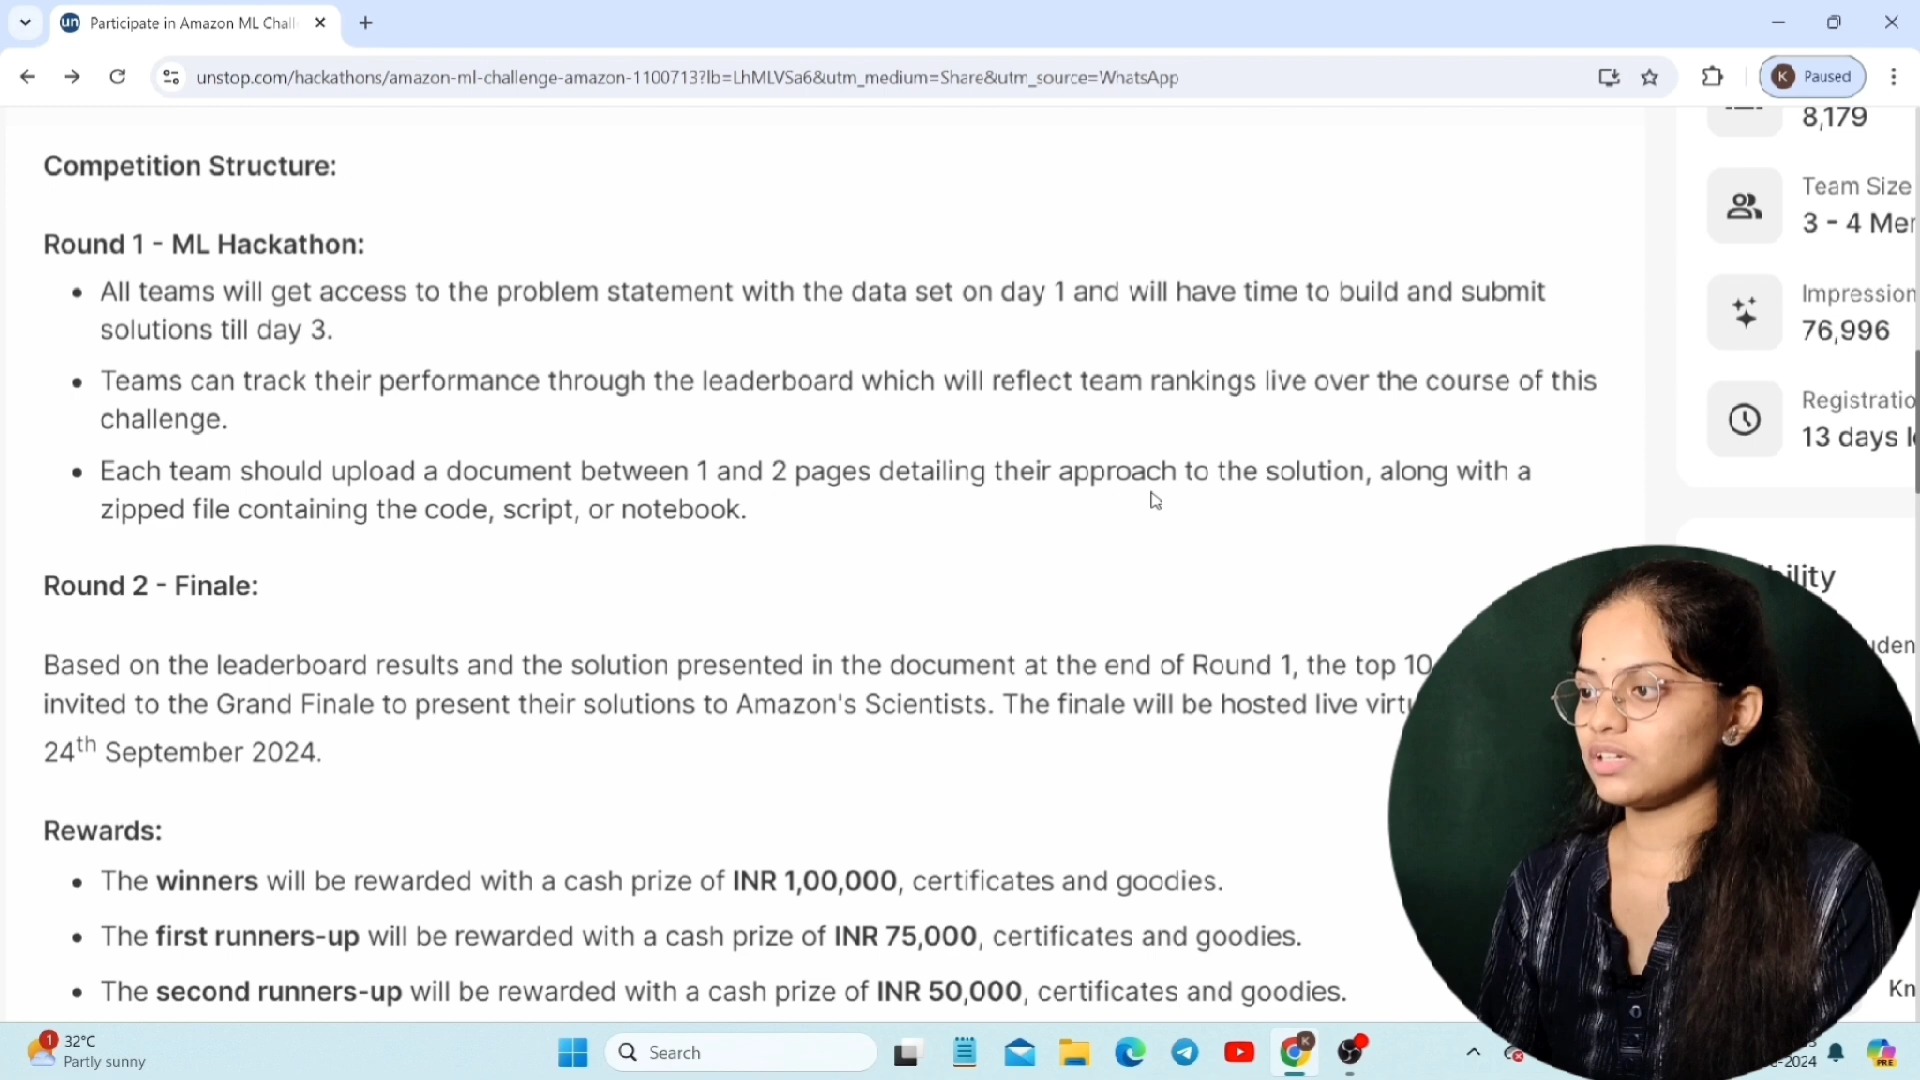 un Participate in Amazon ML Chall
unstop.com/hackathons/amazon-ml-challenge-amazon-1100713?lb=LhMLVSa6&utm_medium=Share&utm_source=WhatsApp
K Paused
8,179
Competition Structure:
Team Size
3 - 4 Mem
Round 1 - ML Hackathon:
All teams will get access to the problem statement with the data set on day 1 and will have time to build and submit
solutions till day 3.
Impression
76,996
Teams can track their performance through the leaderboard which will reflect team rankings live over the course of this
challenge.
Registratio
13 days l
Each team should upload a document between 1 and 2 pages detailing their approach to the solution, along with a
zipped file containing the code, script, or notebook.
Round 2 - Finale:
bility
uden
Based on the leaderboard results and the solution presented in the document at the end of Round 1, the top 10
invited to the Grand Finale to present their solutions to Amazon's Scientists. The finale will be hosted live virtu
24th September 2024.
Rewards:
The winners will be rewarded with a cash prize of INR 1,00,000, certificates and goodies.
The first runners-up will be rewarded with a cash prize of INR 75,000, certificates and goodies.
The second runners-up will be rewarded with a cash prize of INR 50,000, certificates and goodies.
Kn
1
32°C
Partly sunny
Search
K
-2024
PRE